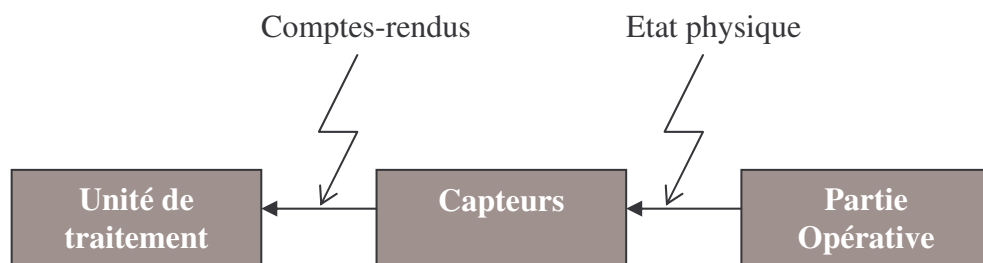 Comptes-rendus
Etat physique
Unité de
traitement
Capteurs
Partie
Opérative